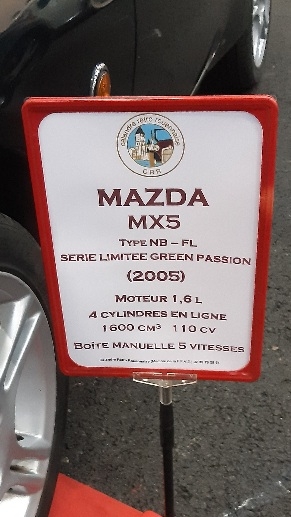 C.R.R.
MAZDA
MX5
TYPE NB – FL
SERIE LIMITEE GREEN PASSION
(2005)
MOTEUR 1,6 L
4 CYLINDRES EN LIGNE
1600 CM³ 110 CV
BOITE MANUELLE 5 VITESSES